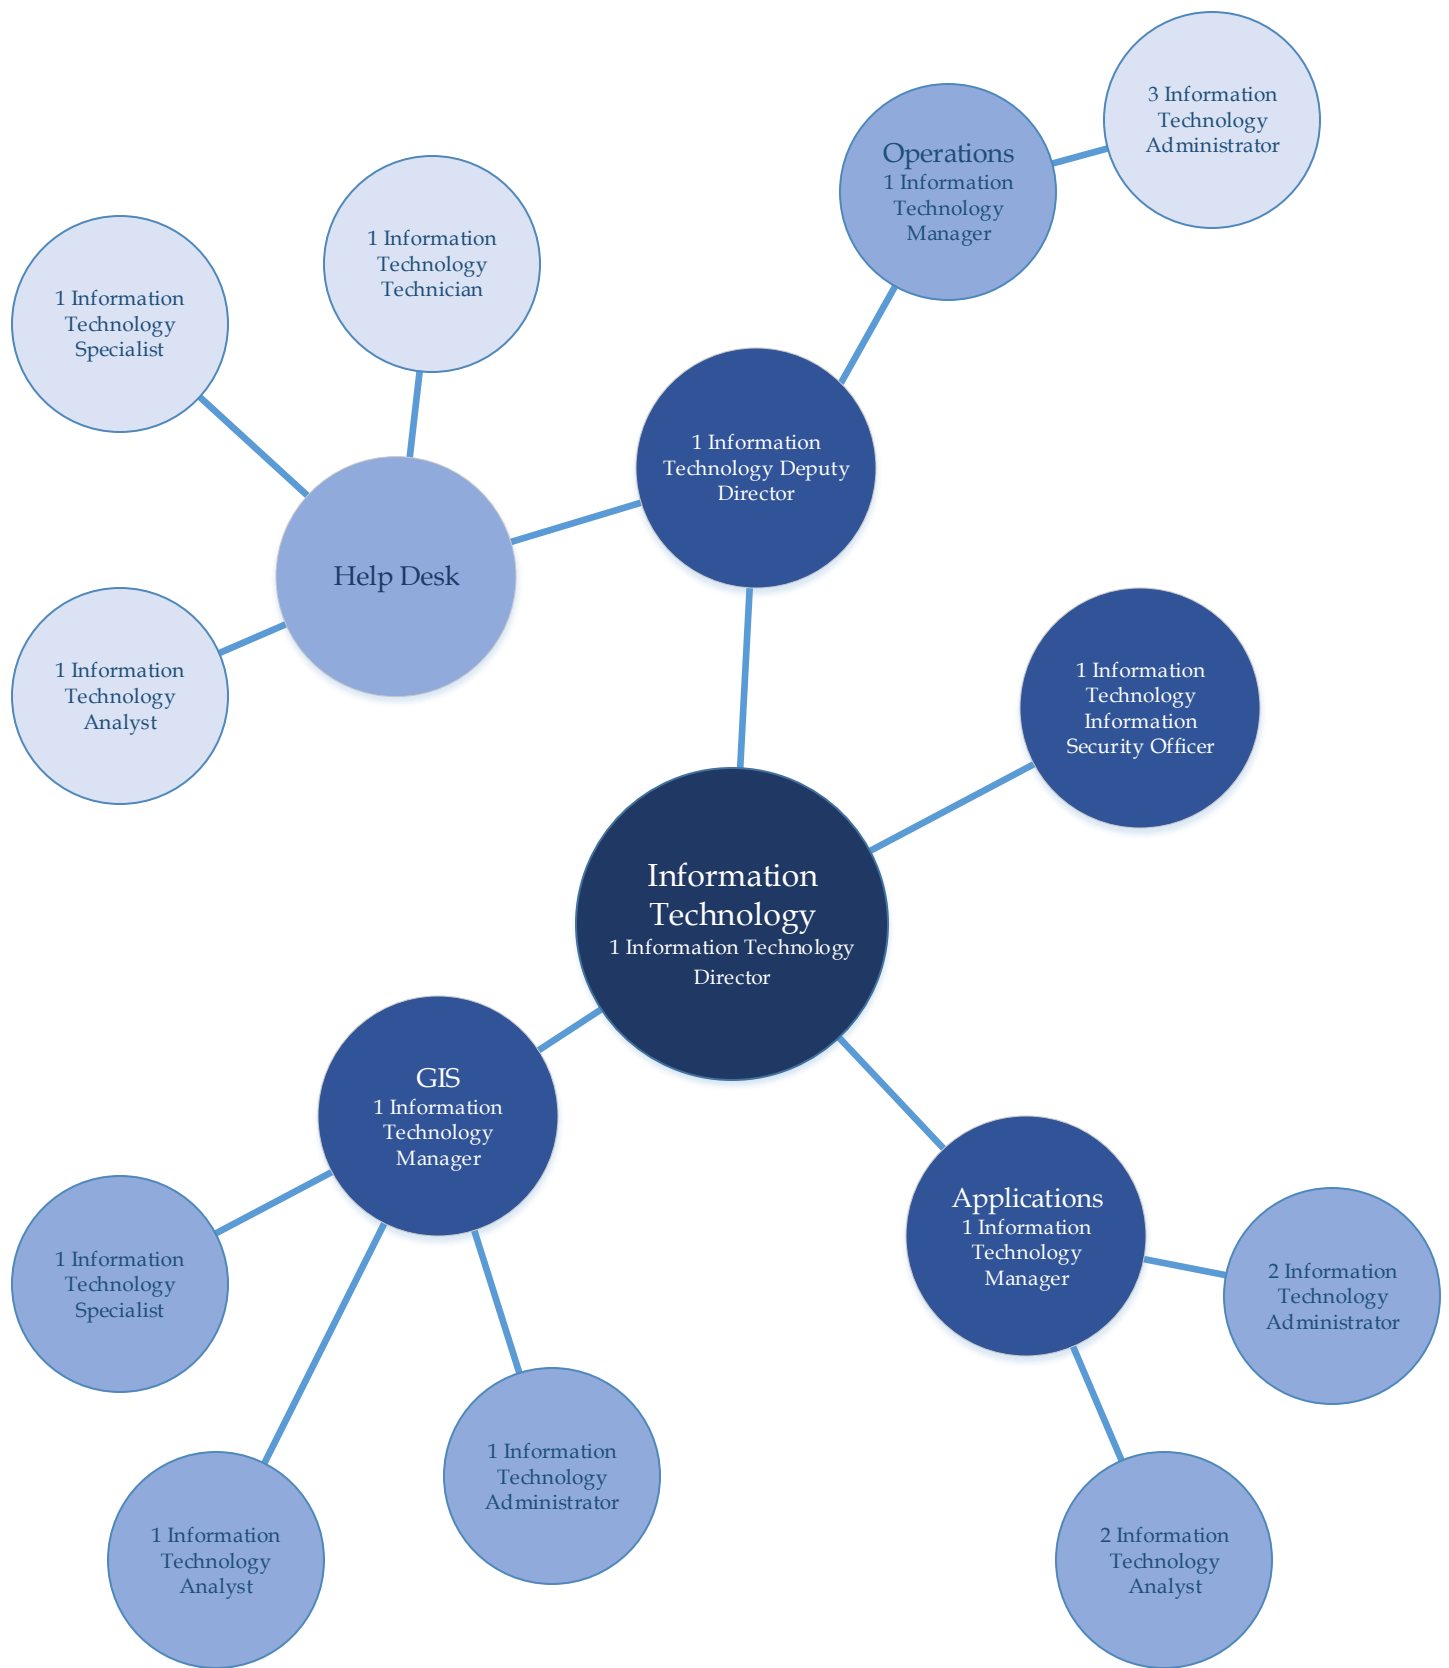 3 Information
Technology
Administrator
Operations
1 Information
Technology
Manager
1 Information
Technology
Technician
1 Information
Technology
Specialist
1 Information
Technology Deputy
Director
Help Desk
1 Information
Technology
Analyst
1 Information
Technology
Information
Security Officer
Information
Technology
1 Information Technology
Director
GIS
1 Information
Technology
Manager
Applications
1 Information
Technology
Manager
1 Information
Technology
Specialist
2 Information
Technology
Administrator
1 Information
Technology
Administrator
1 Information
Technology
Analyst
2 Information
Technology
Analyst